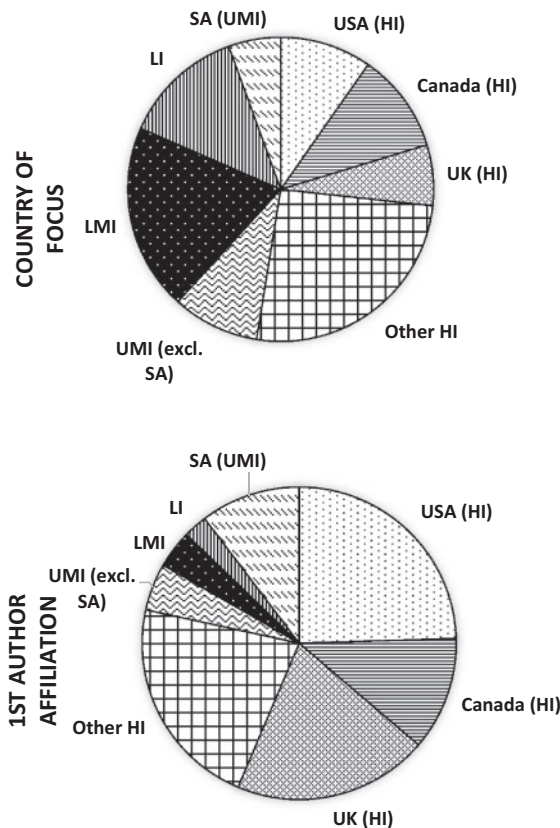 COUNTRY OF
FOCUS
SA (UMI)
USA (HI)
LI
Canada (HI)
UK (HI)
LMI
Other HI
UMI (excl.
SA)
1ST AUTHOR
AFFILIATION
SA (UMI)
USA (HI)
LI
LMI
UMI (excl.
SA)
Canada (HI)
Other HI
UK (HI)